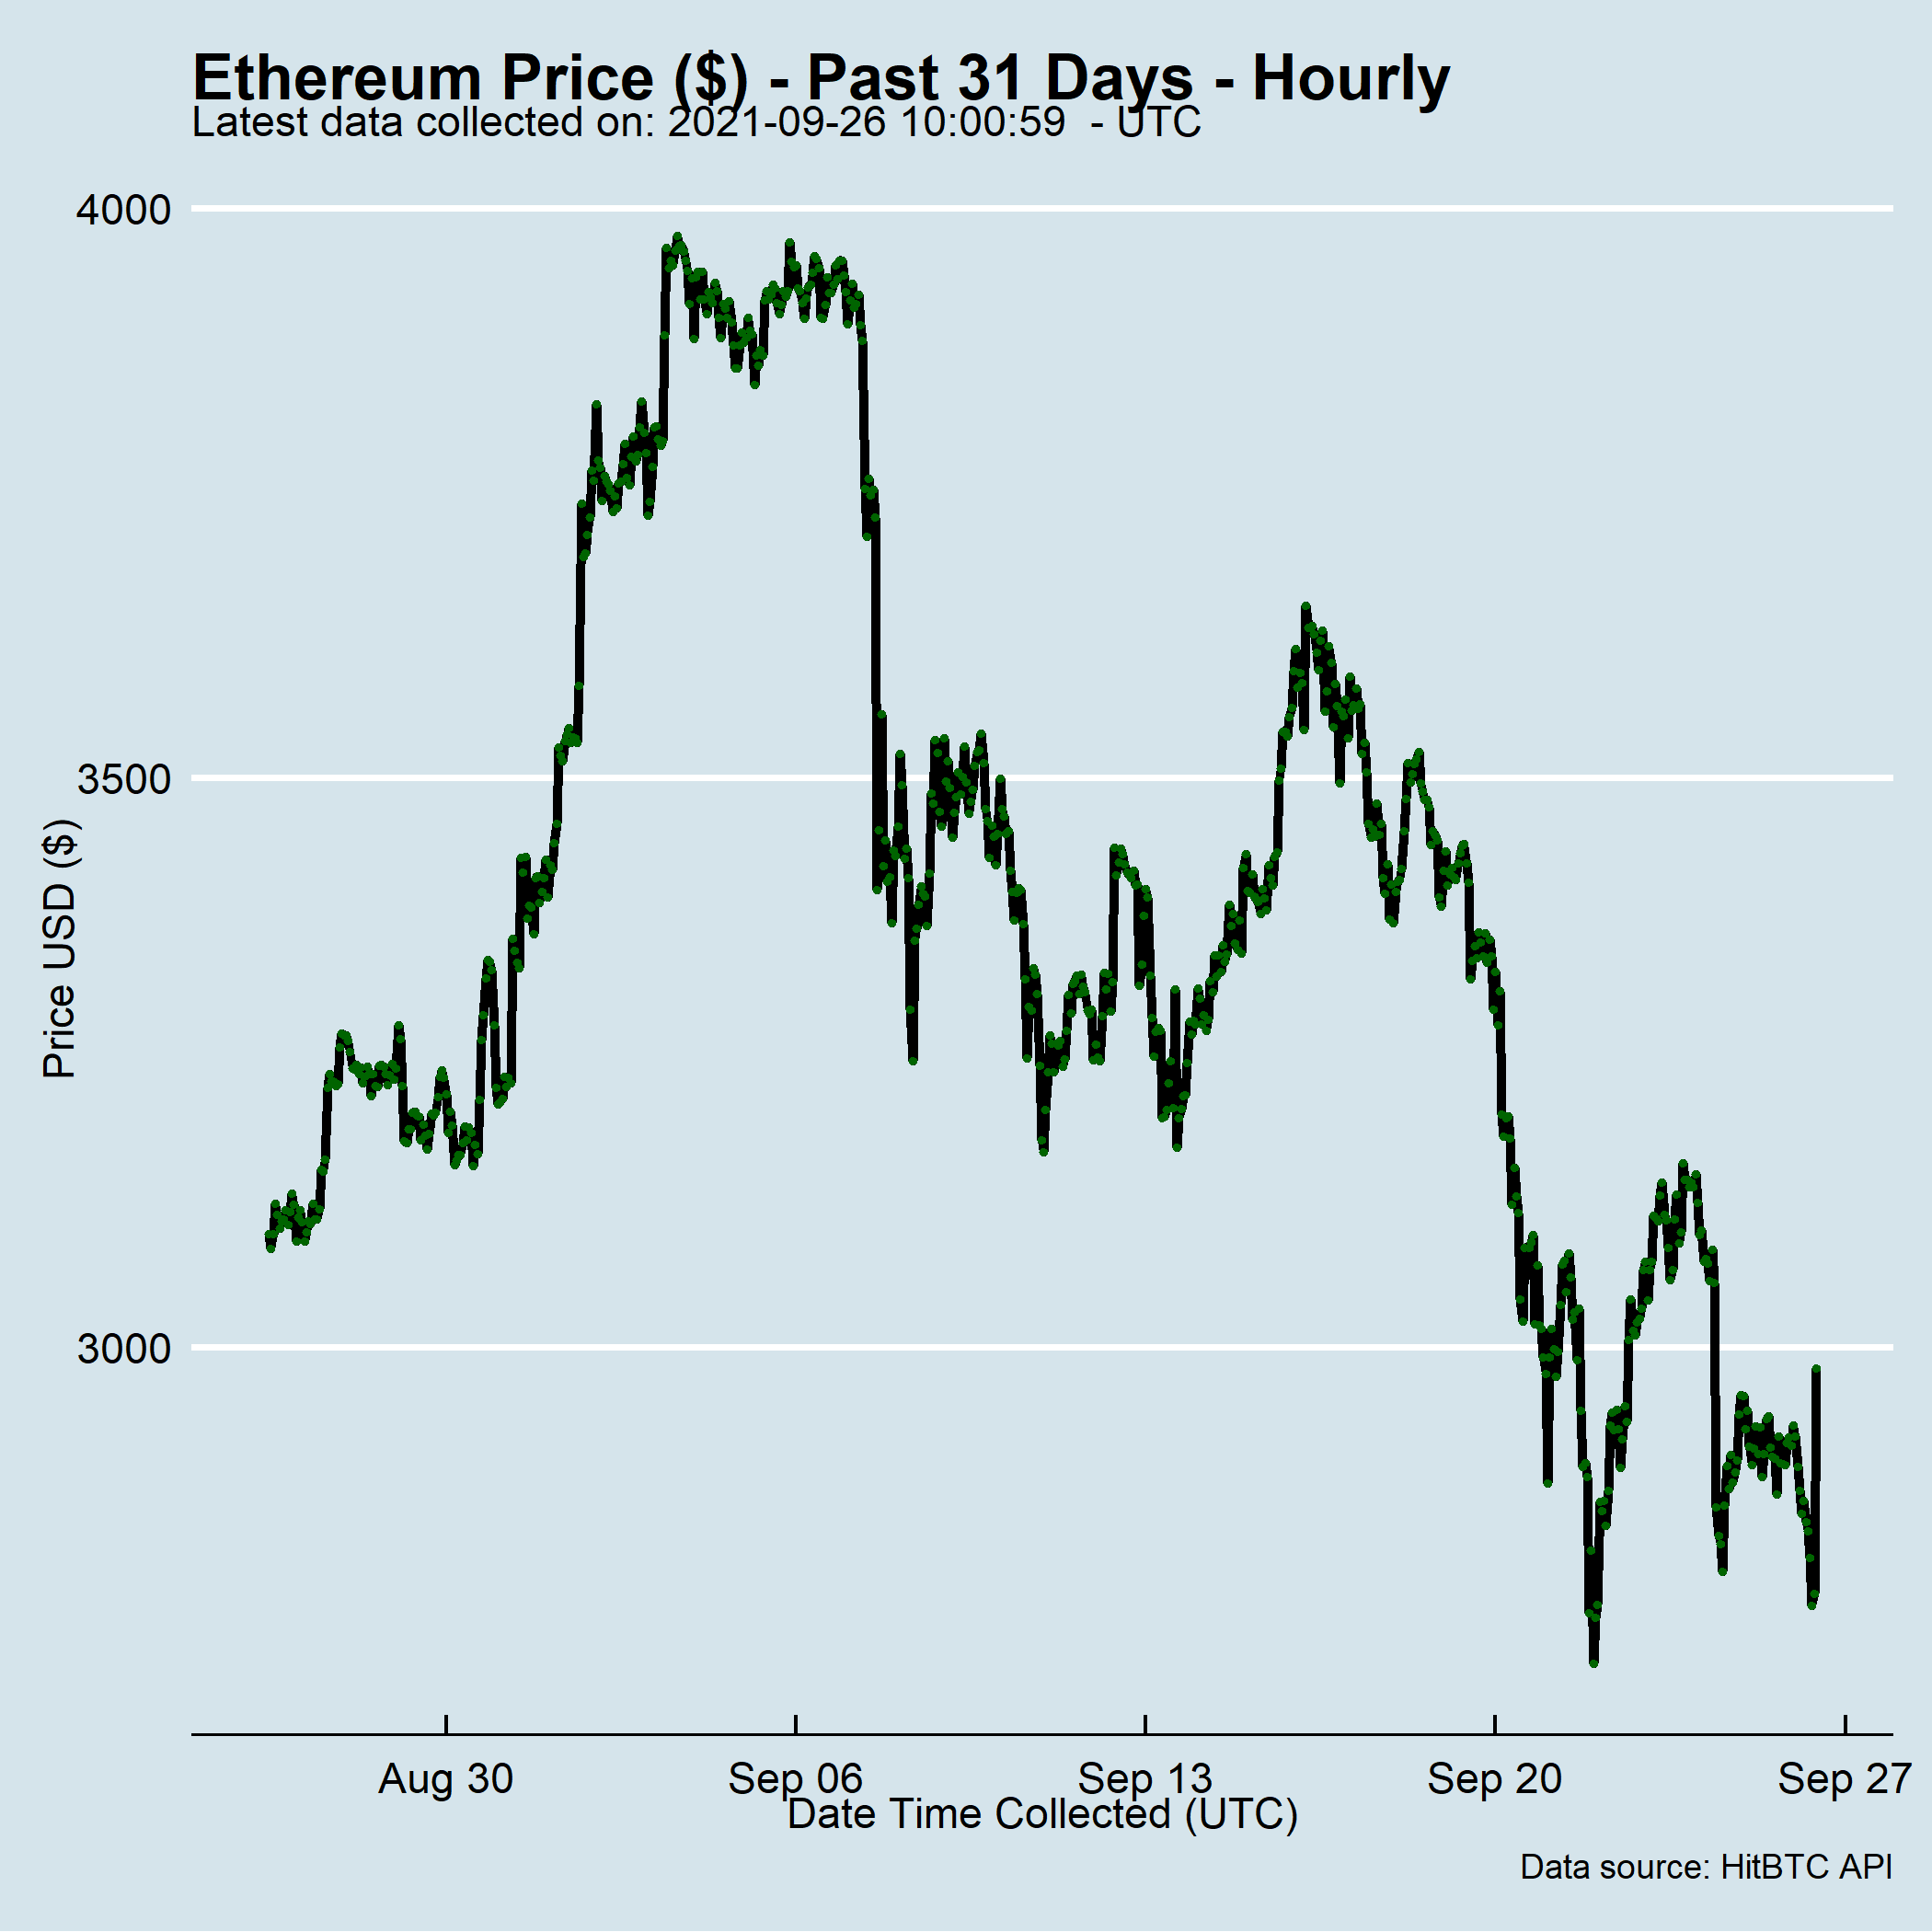 Ethereum Price ($) - Past 31 Days - Hourly
Latest data collected on: 2021-09-26 10:00:59  - UTC
4000
3500
3000
Price USD ($)
Aug 30 Sep 06 Sep 13 Sep 20 Sep 27
Date Time Collected (UTC)
Data source: HitBTC API